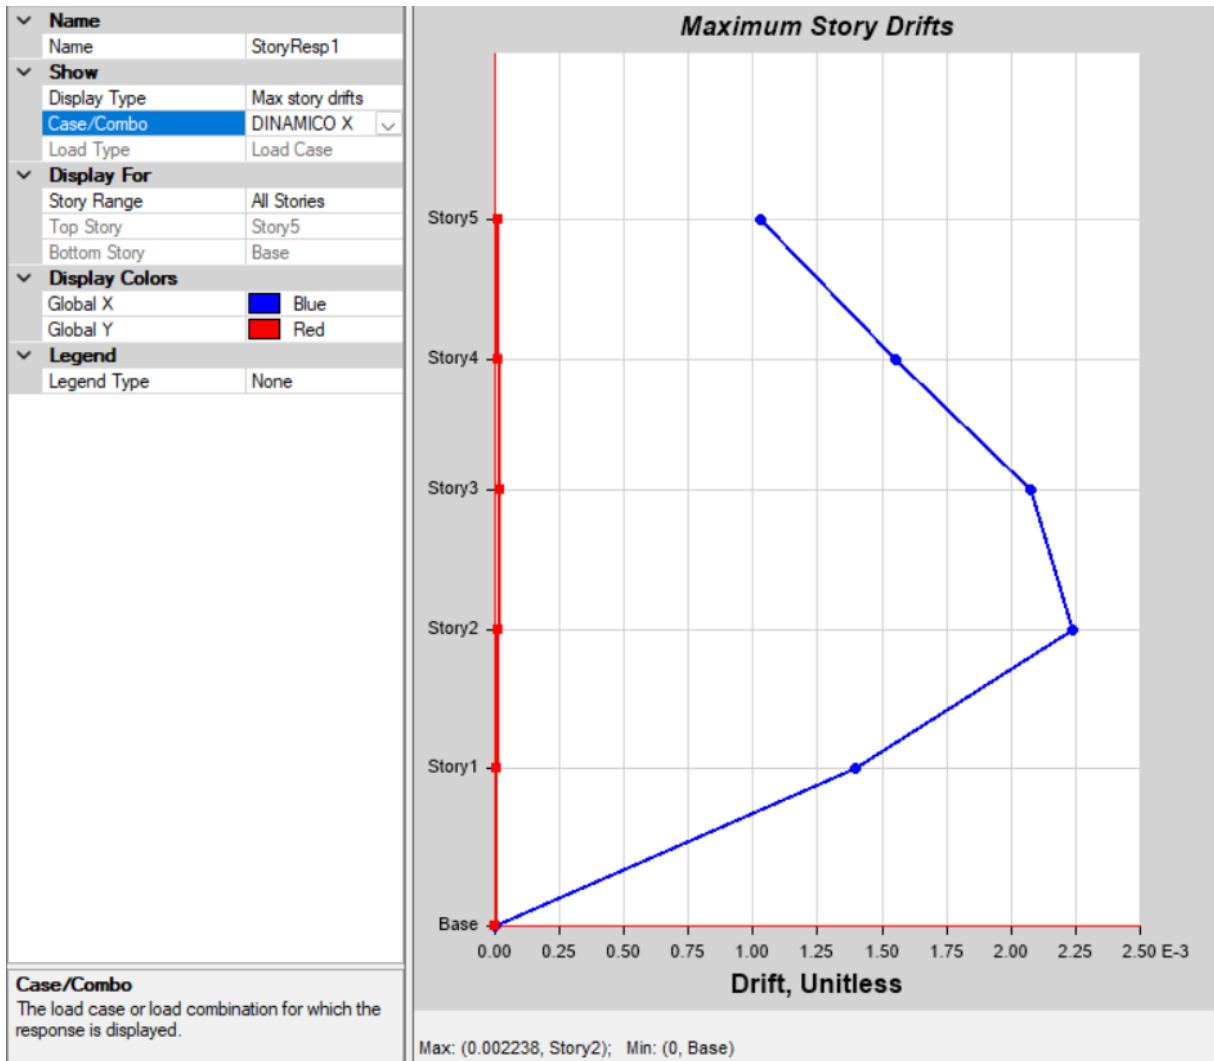 Name
Name StoryResp1
Show
Display Type Max story drifts
Case/Combo DINAMICO X
Load Type Load Case
Display For
Story Range All Stories
Top Story Story5
Bottom Story Base
Display Colors
Global X Blue
Global Y Red
Legend
Legend Type None
Case/Combo
The load case or load combination for which the
response is displayed.
Maximum Story Drifts
Story5
Story4
Story3
Story2
Story1
Base
0.00 0.25 0.50 0.75 1.00 1.25 1.50 1.75 2.00 2.25 2.50 E-3
Drift, Unitless
Max: (0.002238, Story2); Min: (0, Base)